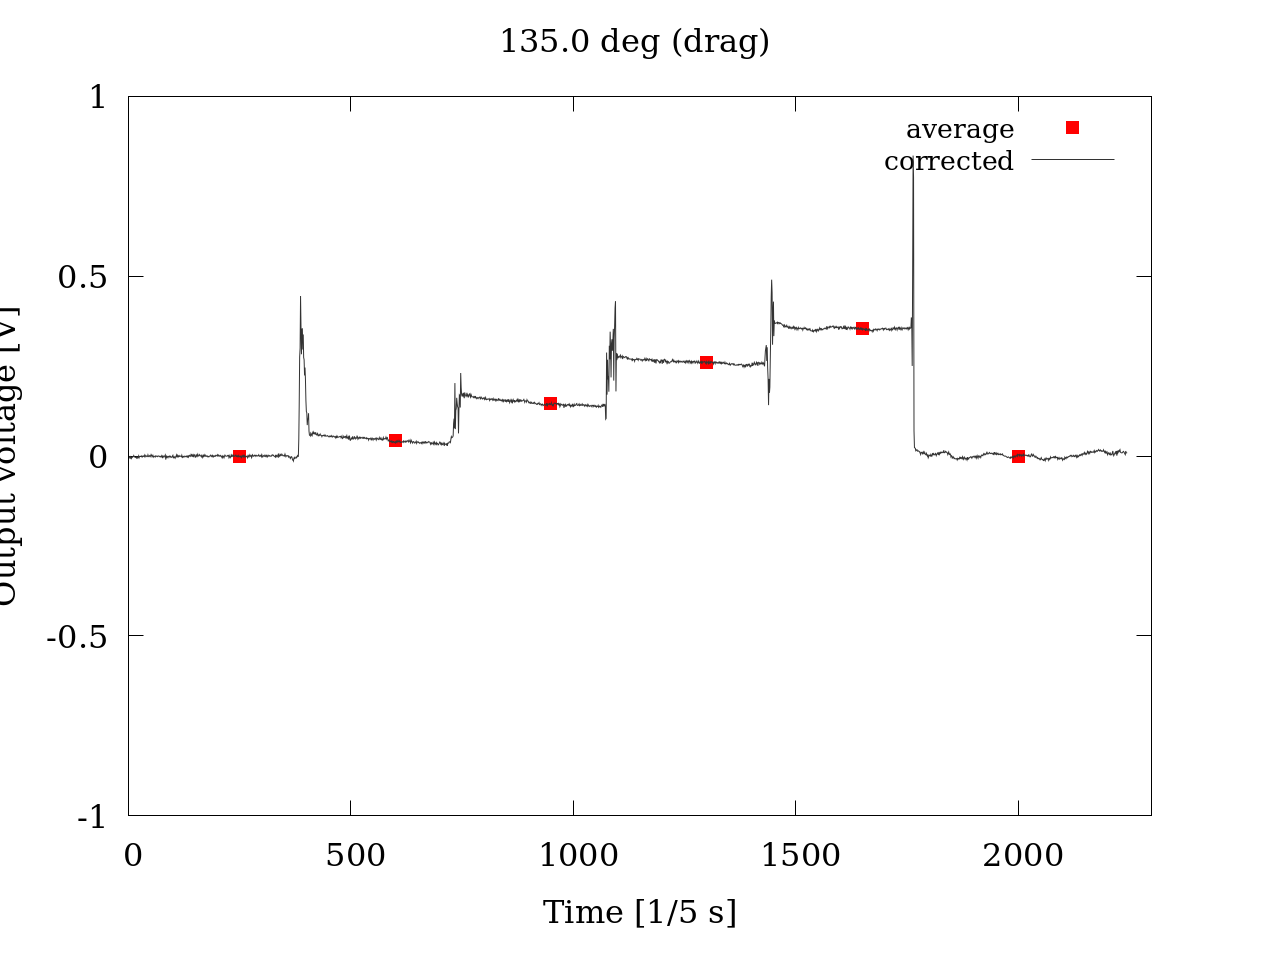 135.0 deg (drag)
average
corrected
1
0.5
0
-0.5
-1
Output voltage [V]
0 500 1000 1500 2000
Time [1/5 s]